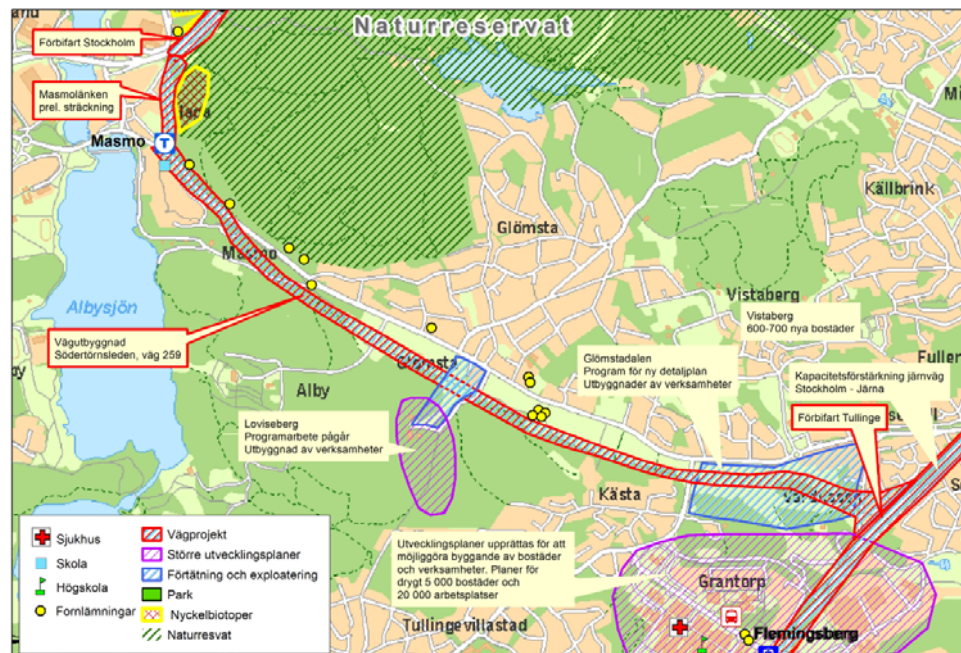 Naturreservat
Förbifart Stockholm
Masmolänken
prel. sträckning
Masmo
T
Källbrink
Glömsta
Masmo
Albysjön
Vistaberg
Vistaberg
600-700 nya bostäder
Vägutbyggnad
Södertörnsleden, väg 259
Glömsta
Glömstadalen
Program för ny detaljplan
Utbyggnader av verksamheter
Kapacitetsförstärkning järnväg
Stockholm - Järna
Alby
Förbifart Tullinge
Loviseberg
Programarbete pågår
Utbyggnad av verksamheter
Kästa
Utvecklingsplaner upprättas för att
möjliggöra byggande av bostäder
och verksamheter. Planer för
drygt 5 000 bostäder och
20 000 arbetsplatser
Grantorp
Tullingevillastad
Flemingsberg
Sjukhus
Skola
Högskola
Fornlämningar
Vägprojekt
Större utvecklingsplaner
Förtätning och exploatering
Park
Nyckelbiotoper
Naturresvat